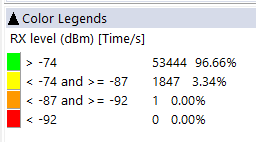 Color Legends
RX level (dBm) [Time/s]
> -74 53444 96.66%
< -74 and >= -87 1847 3.34%
< -87 and >= -92 1 0.00%
< -92 0 0.00%